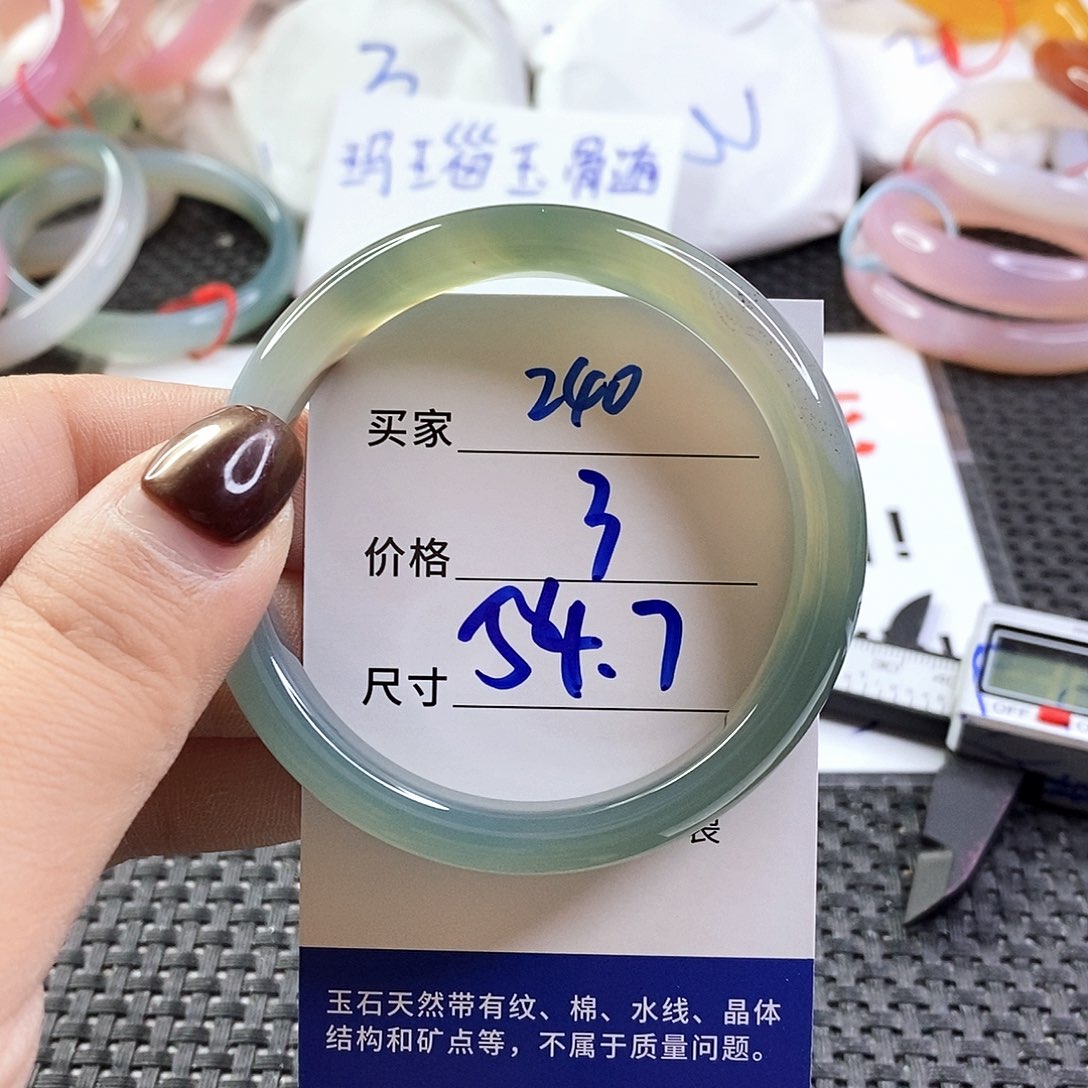 3
玛瑙玉骨随
买家 240
价格 3
尺寸 54.7
玉石天然带有纹、棉、水线、晶体
结构和矿点等，不属于质量问题。